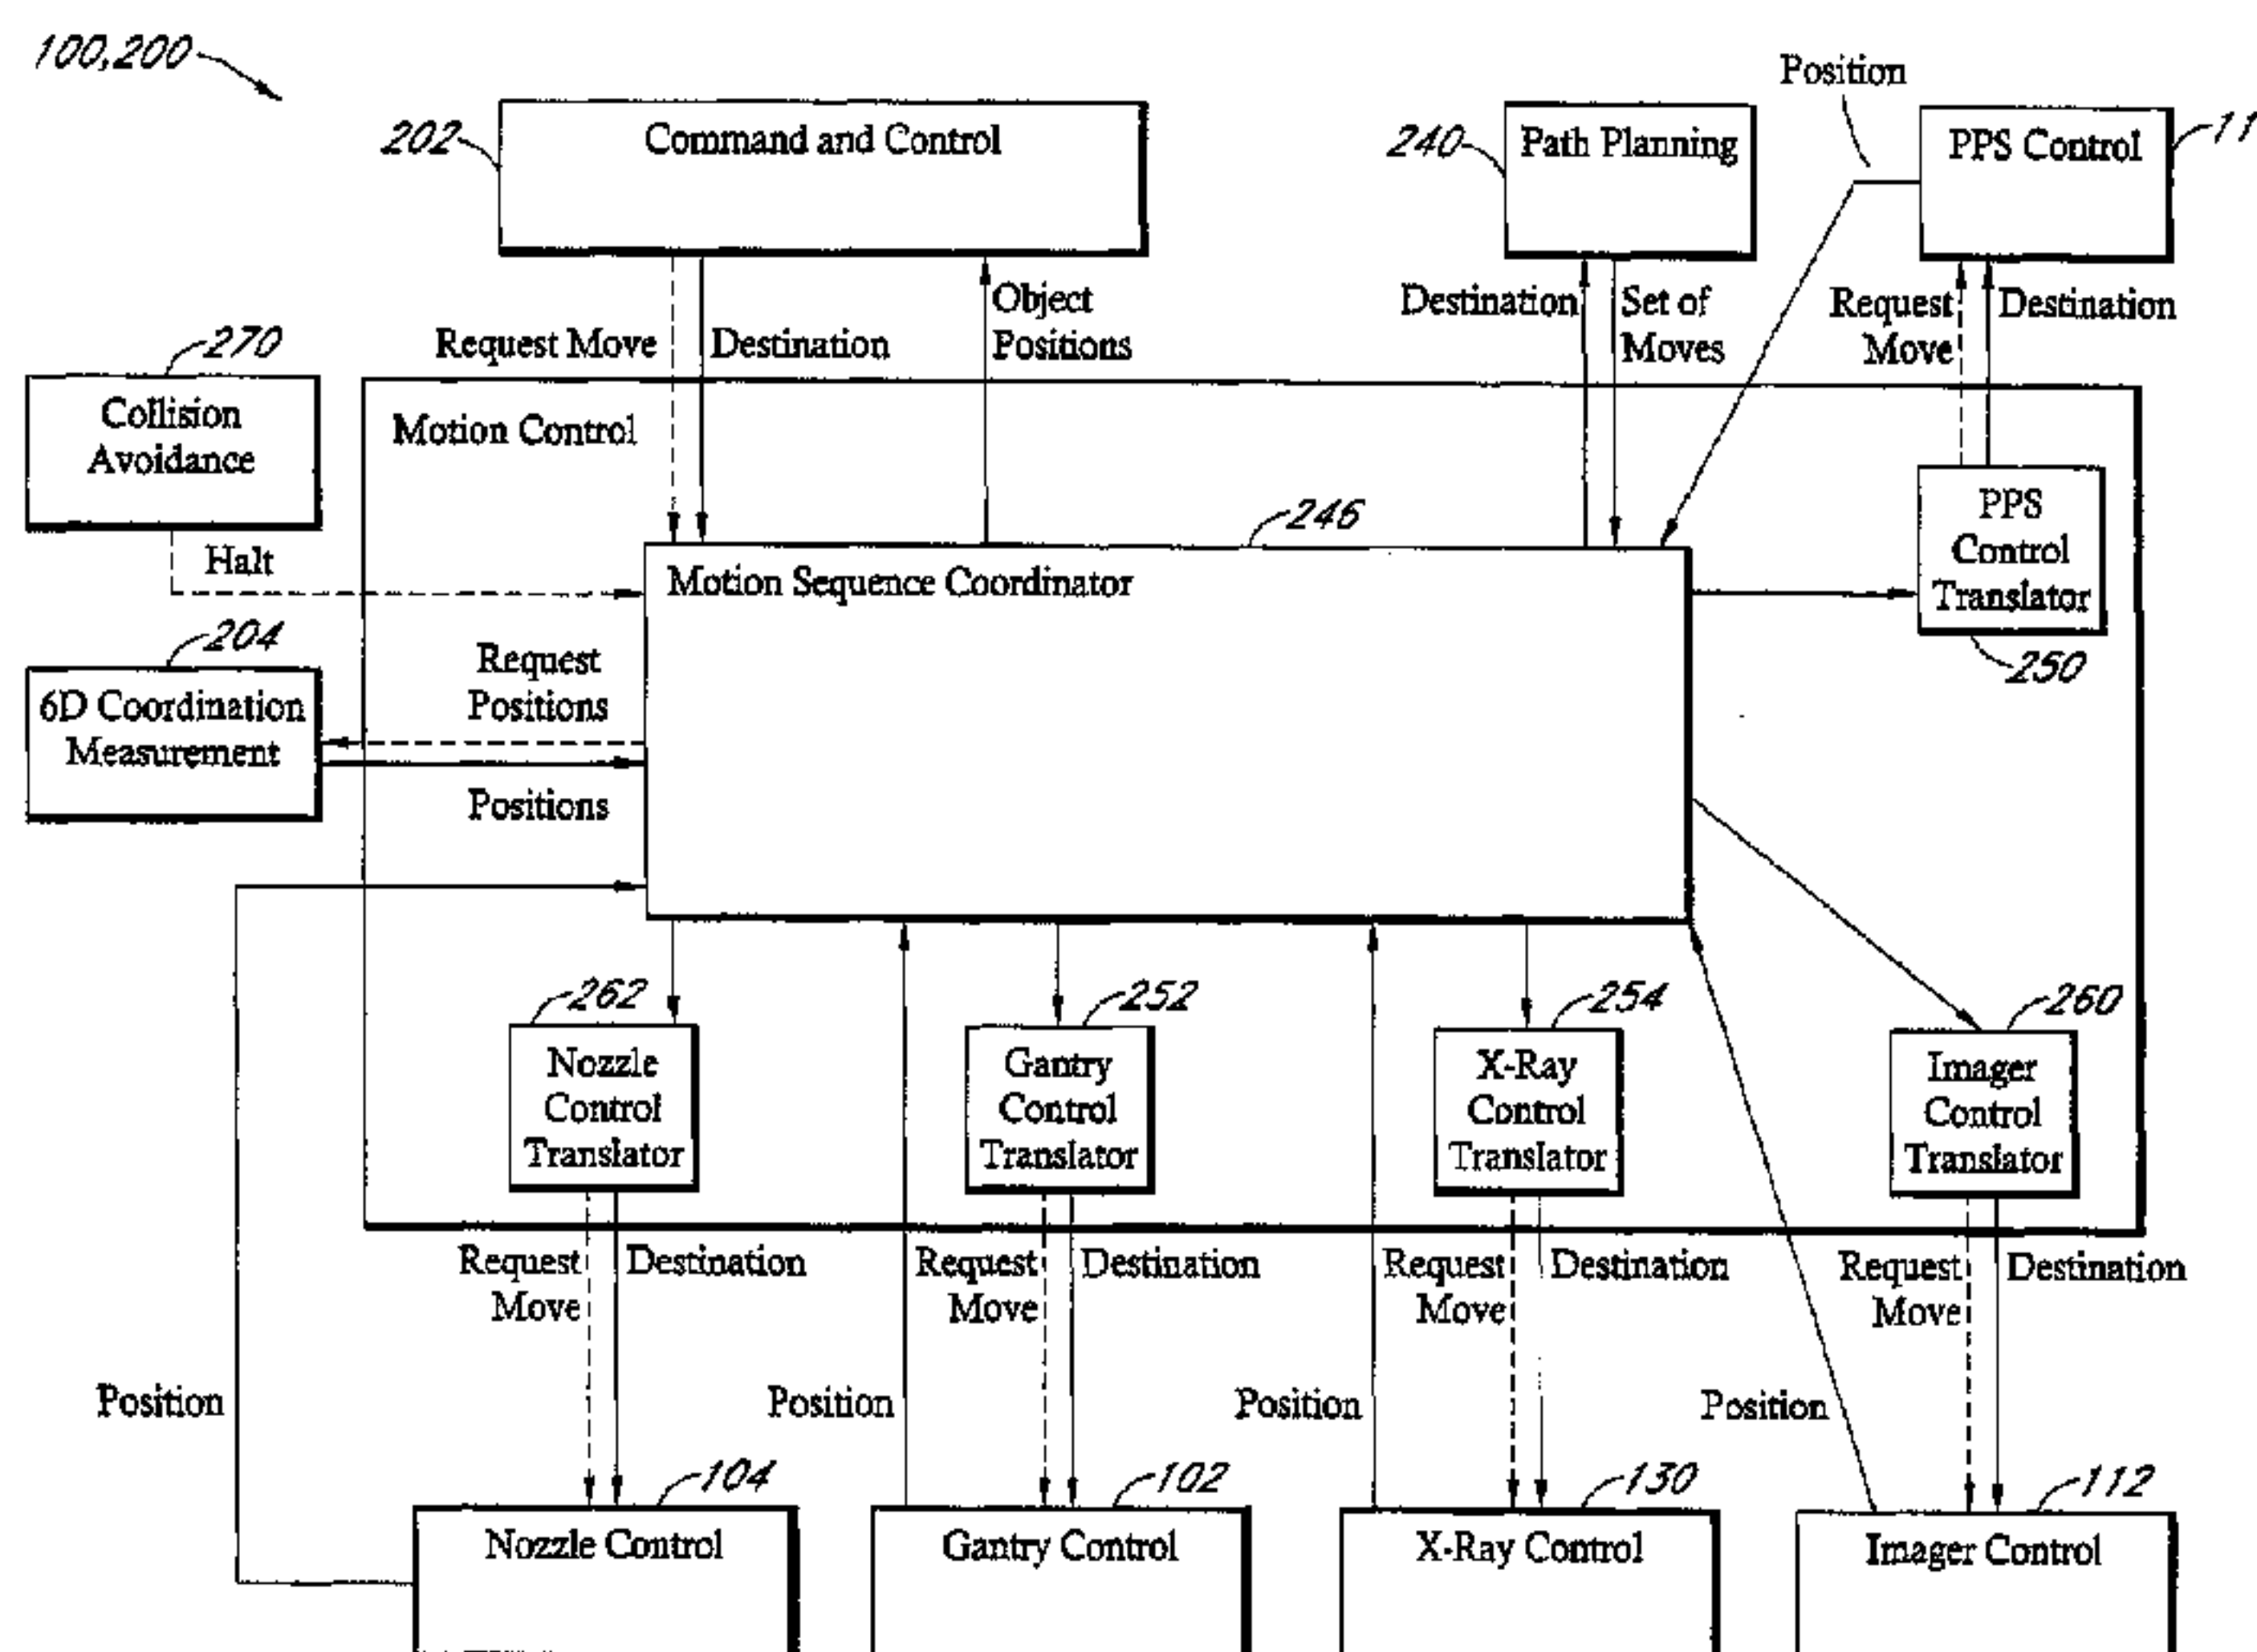 100,200
202
Command and Control
240
Path Planning
Position
PPS Control
11
Request Move
Destination
Object
Positions
Destination
Set of
Moves
Request
Move
Destination
270
Collision
Avoidance
Halt
Motion Control
246
Motion Sequence Coordinator
PPS
Control
Translator
250
204
6D Coordination
Measurement
Request
Positions
Positions
262
Nozzle
Control
Translator
252
Gantry
Control
Translator
254
X-Ray
Control
Translator
260
Imager
Control
Translator
Request
Move
Destination
Request
Move
Destination
Request
Move
Destination
Request
Move
Destination
Position
Position
Position
Position
104
Nozzle Control
102
Gantry Control
130
X-Ray Control
112
Imager Control